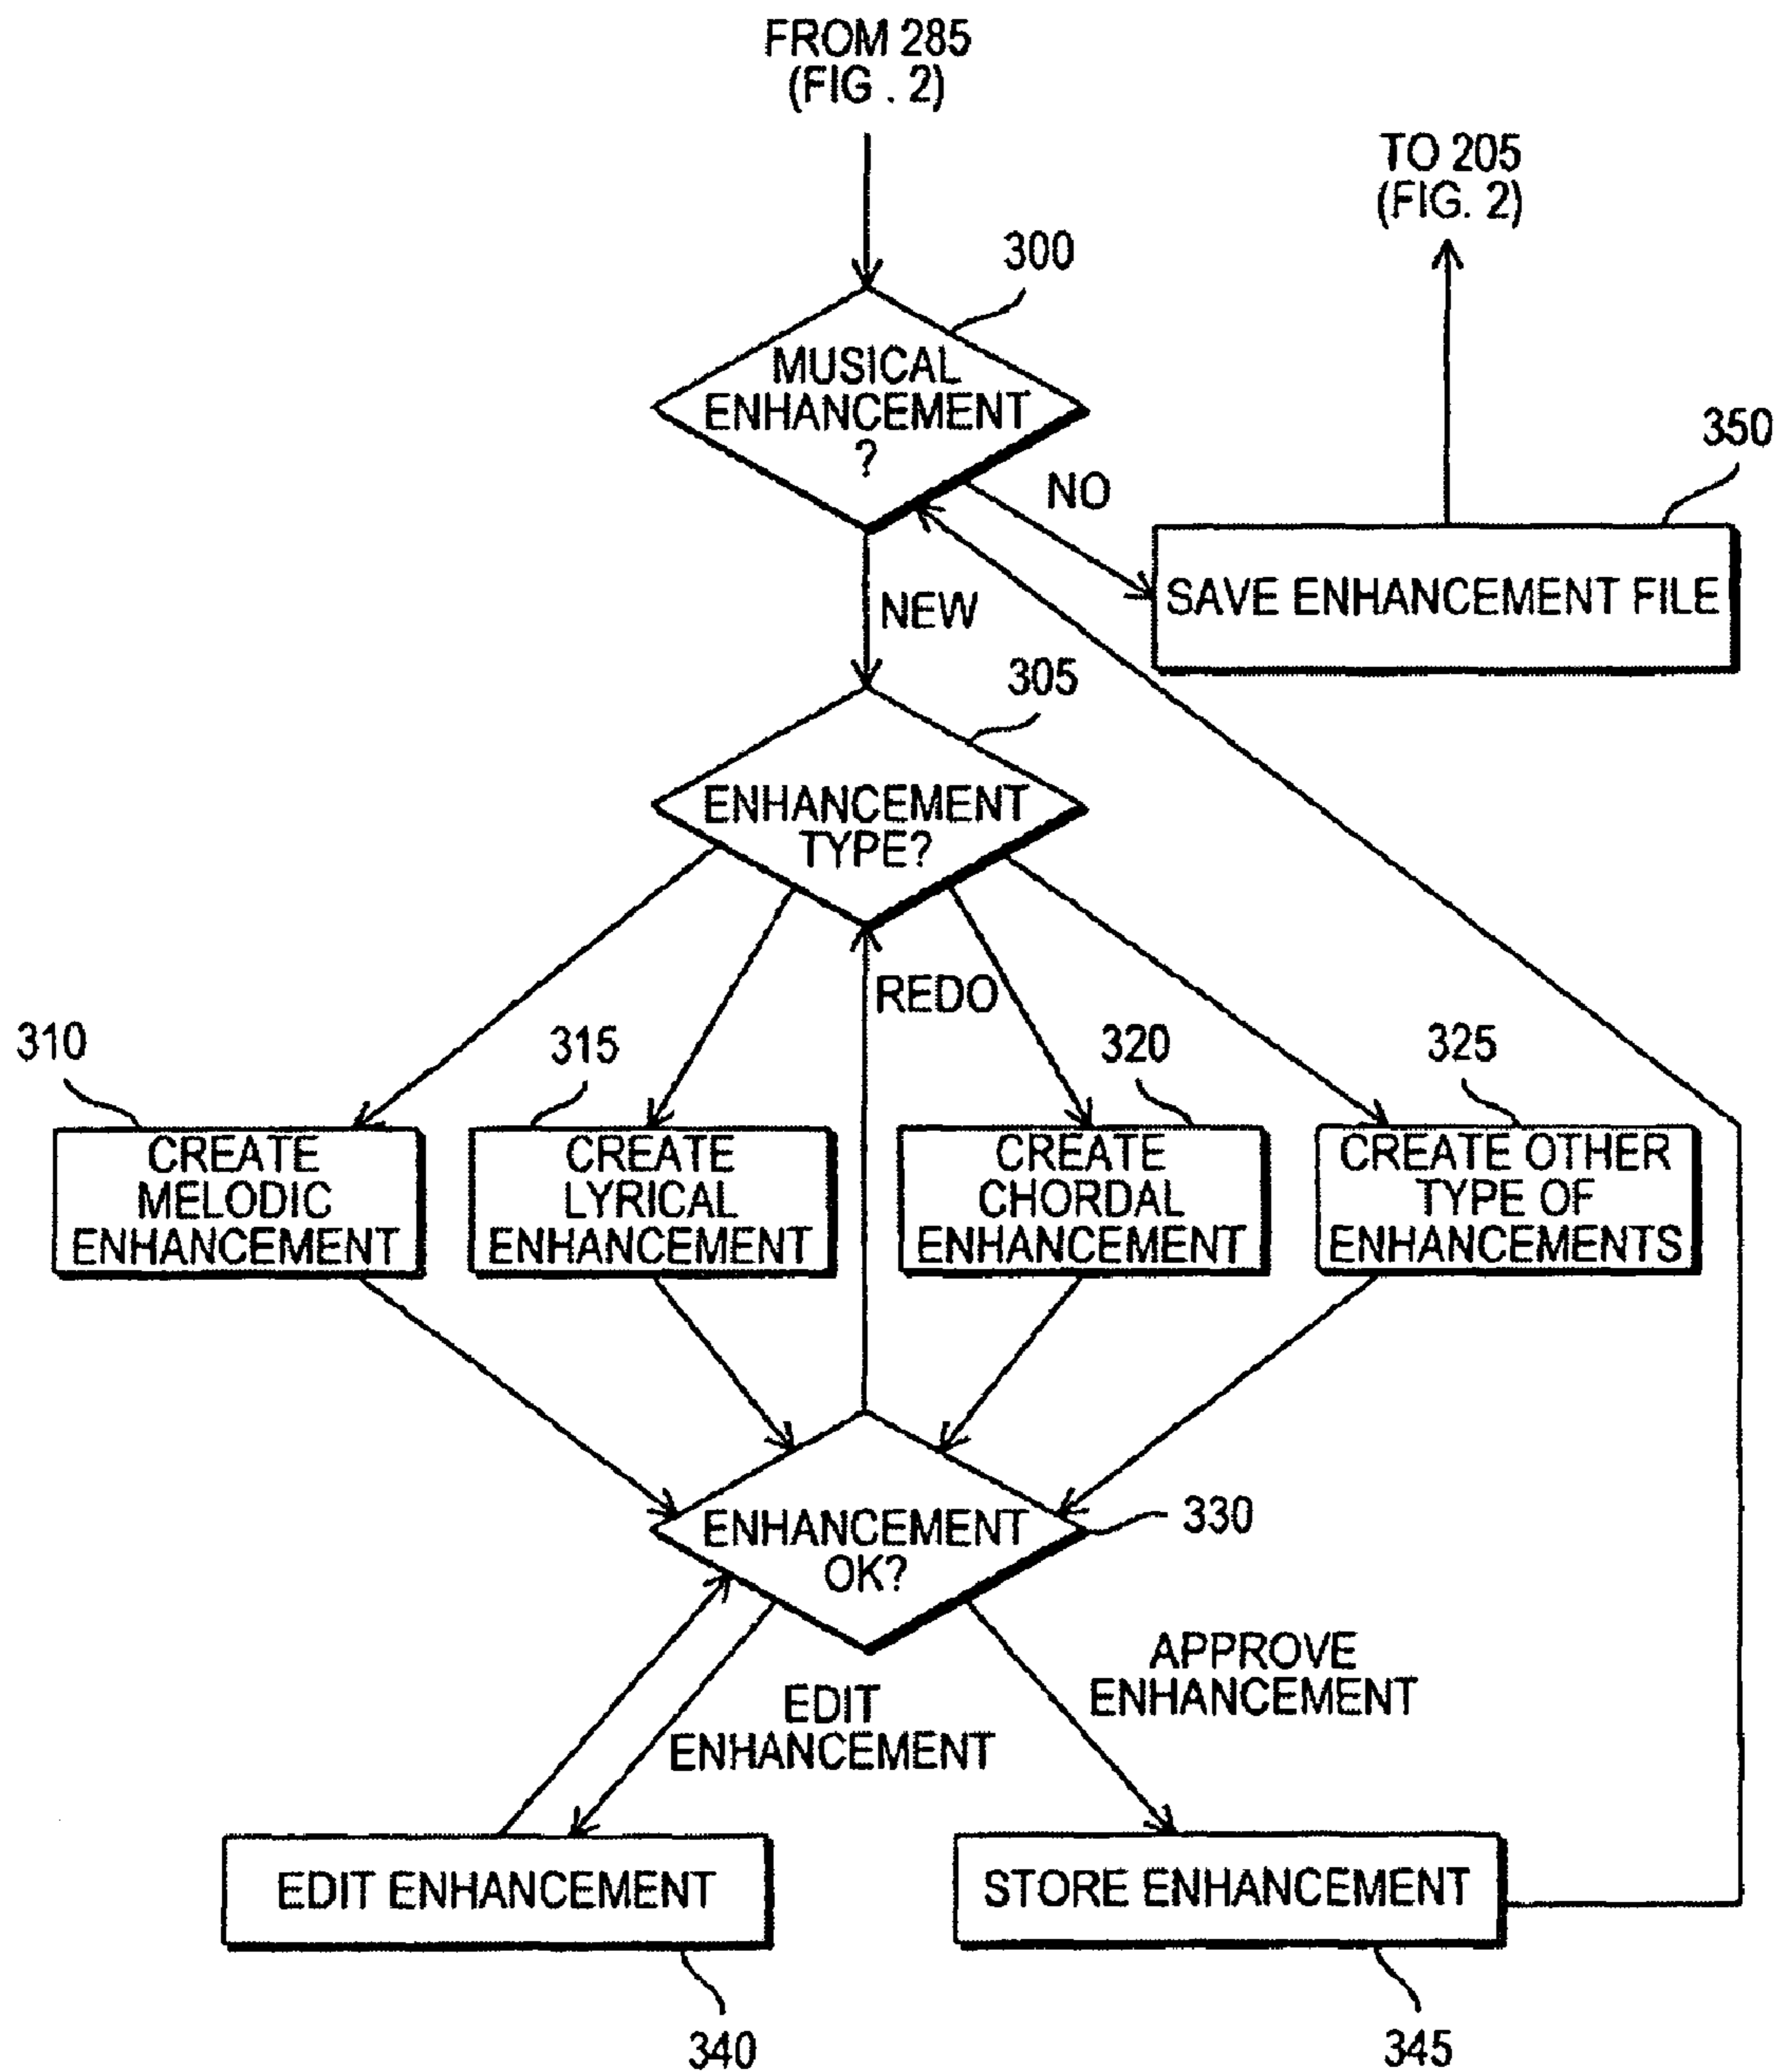 FROM 285
(FIG . 2)
TO 205
(FIG. 2)
300
MUSICAL
ENHANCEMENT
?
350
NO
SAVE ENHANCEMENT FILE
NEW
305
ENHANCEMENT
TYPE?
REDO
310
315
320
325
CREATE
MELODIC
ENHANCEMENT
CREATE
LYRICAL
ENHANCEMENT
CREATE
CHORDAL
ENHANCEMENT
CREATE OTHER
TYPE OF
ENHANCEMENTS
ENHANCEMENT
OK?
330
APPROVE
ENHANCEMENT
EDIT
ENHANCEMENT
EDIT ENHANCEMENT
STORE ENHANCEMENT
340
345